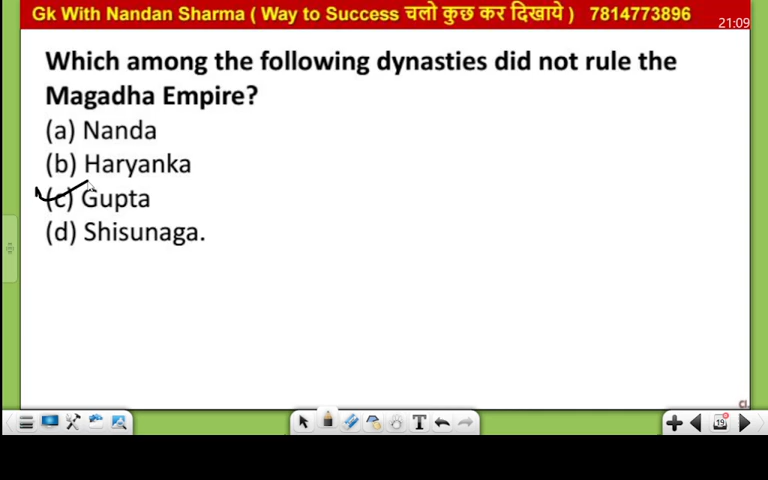 Gk With Nandan Sharma ( Way to Success चलो कुछ कर दिखाये ) 7814773896
21:09
Which among the following dynasties did not rule the
Magadha Empire?
(a) Nanda
(b) Haryanka
(c) Gupta
(d) Shisunaga.
19